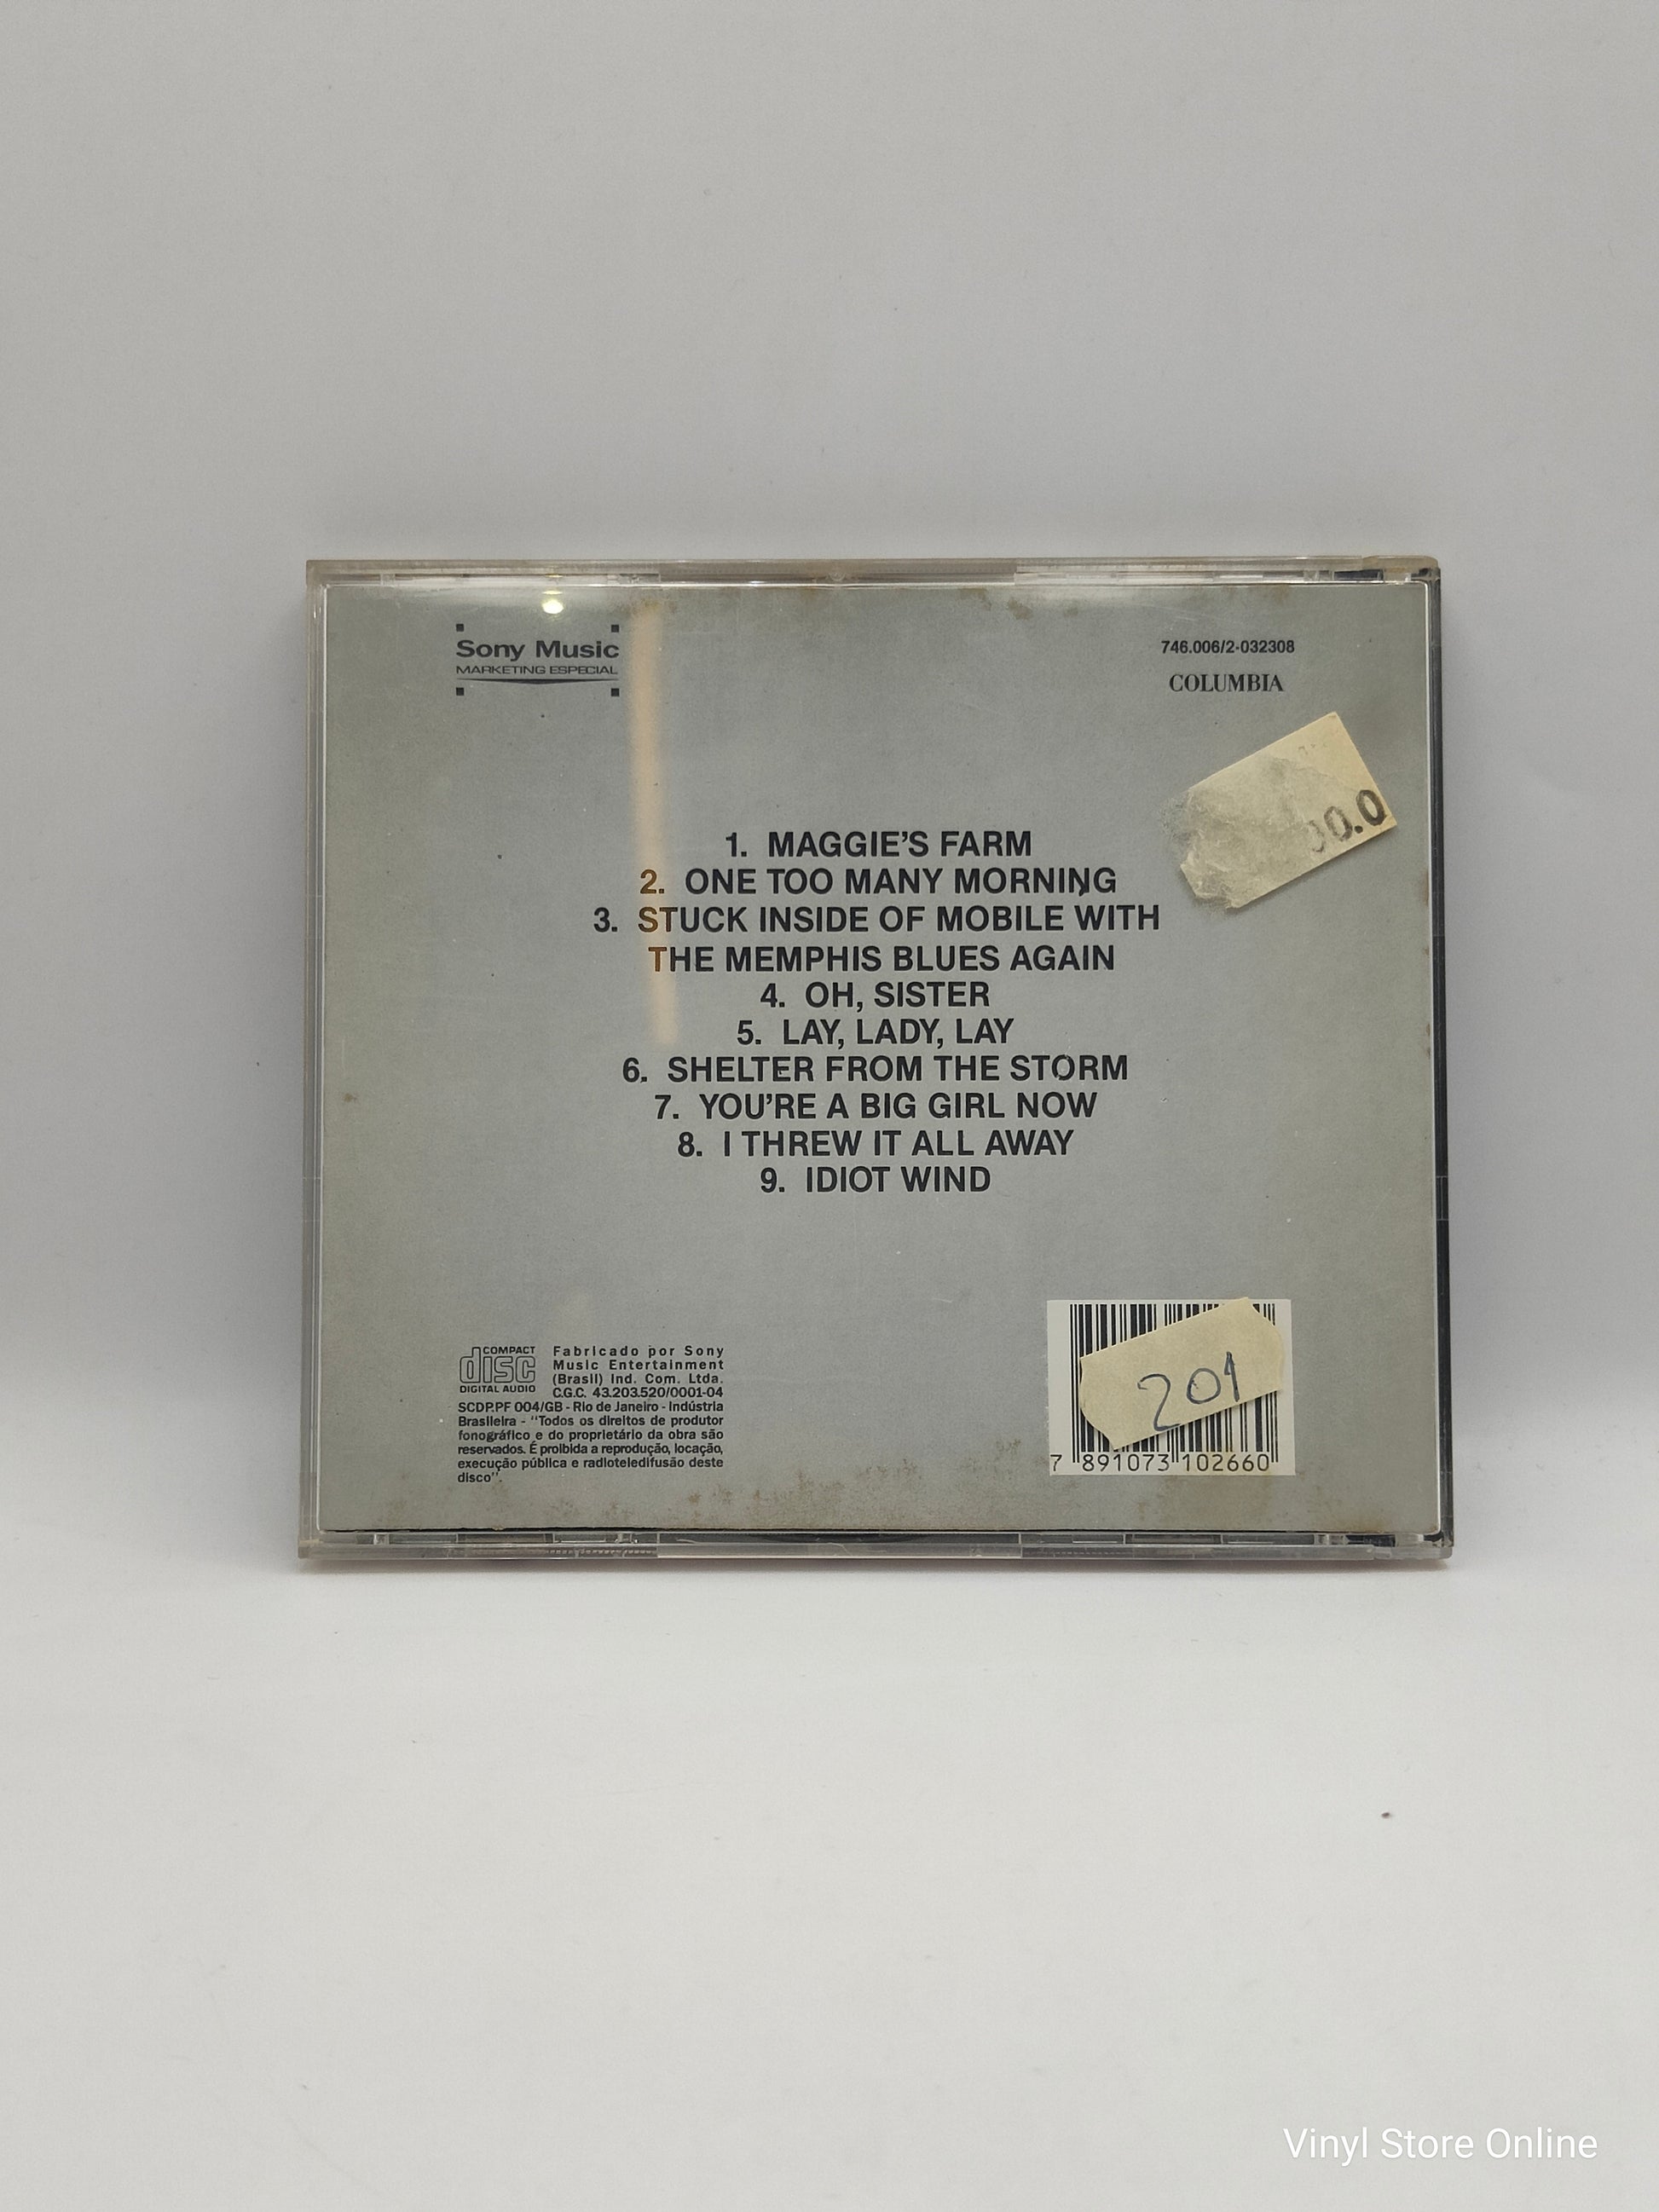 Sony Music
MARKETING ESPECIAL
746.006/2-032308
COLUMBIA
0.0
1. MAGGIE'S FARM
2. ONE TOO MANY MORNING
3. STUCK INSIDE OF MOBILE WITH
THE MEMPHIS BLUES AGAIN
4. OH, SISTER
5. LAY, LADY, LAY
6. SHELTER FROM THE STORM
7. YOU'RE A BIG GIRL NOW
8. I THREW IT ALL AWAY
9. IDIOT WIND
COMPACT
disc
DIGITAL AUDIO
Fabricado por Sony
Music Entertainment
(Brasil) Ind. Com. Ltda.
C.G.C. 43.203.520/0001-04
SCDP.PF 004/GB - Rio de Janeiro - Indústria
Brasileira - "Todos os direitos de produtor
fonográfico e do proprietário da obra são
reservados. É proibida a reprodução, locação,
execução pública e radioteledifusão deste
disco".
201
7 891073 102660
Vinyl Store Online